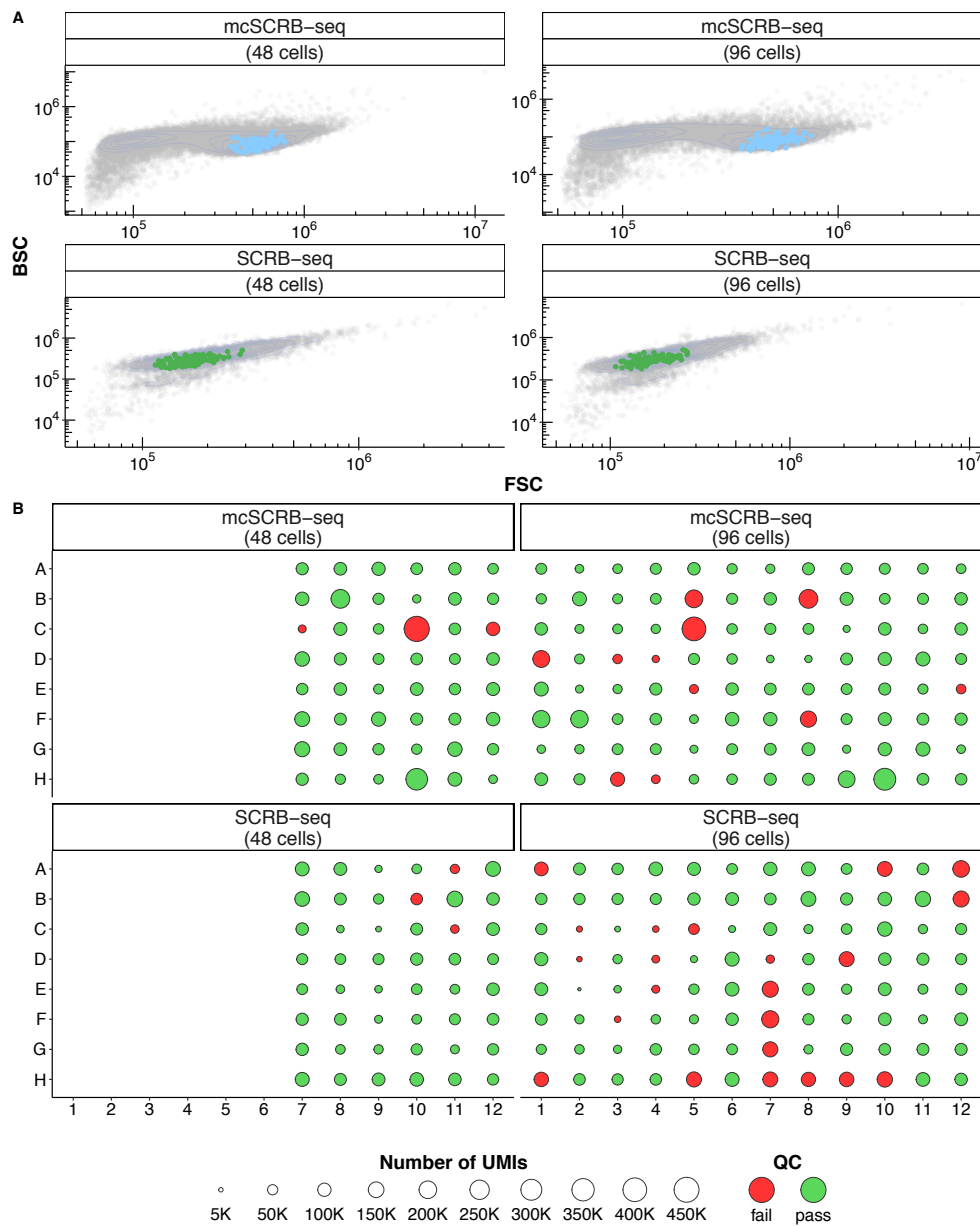 A
mcSCRB−seq
(48 cells)
mcSCRB−seq
(96 cells)
10^6
10^4
10^5
10^6
10^7
10^6
10^4
10^5
10^6
BSC
SCRB−seq
(48 cells)
SCRB−seq
(96 cells)
10^6
10^5
10^4
10^5
10^6
10^6
10^5
10^4
10^5
10^6
10^7
FSC
B
mcSCRB−seq
(48 cells)
mcSCRB−seq
(96 cells)
A
B
C
D
E
F
G
H
SCRB−seq
(48 cells)
SCRB−seq
(96 cells)
A
B
C
D
E
F
G
H
1 2 3 4 5 6 7 8 9 10 11 12 1 2 3 4 5 6 7 8 9 10 11 12
Number of UMIs
5K 50K 100K 150K 200K 250K 300K 350K 400K 450K
QC
fail pass